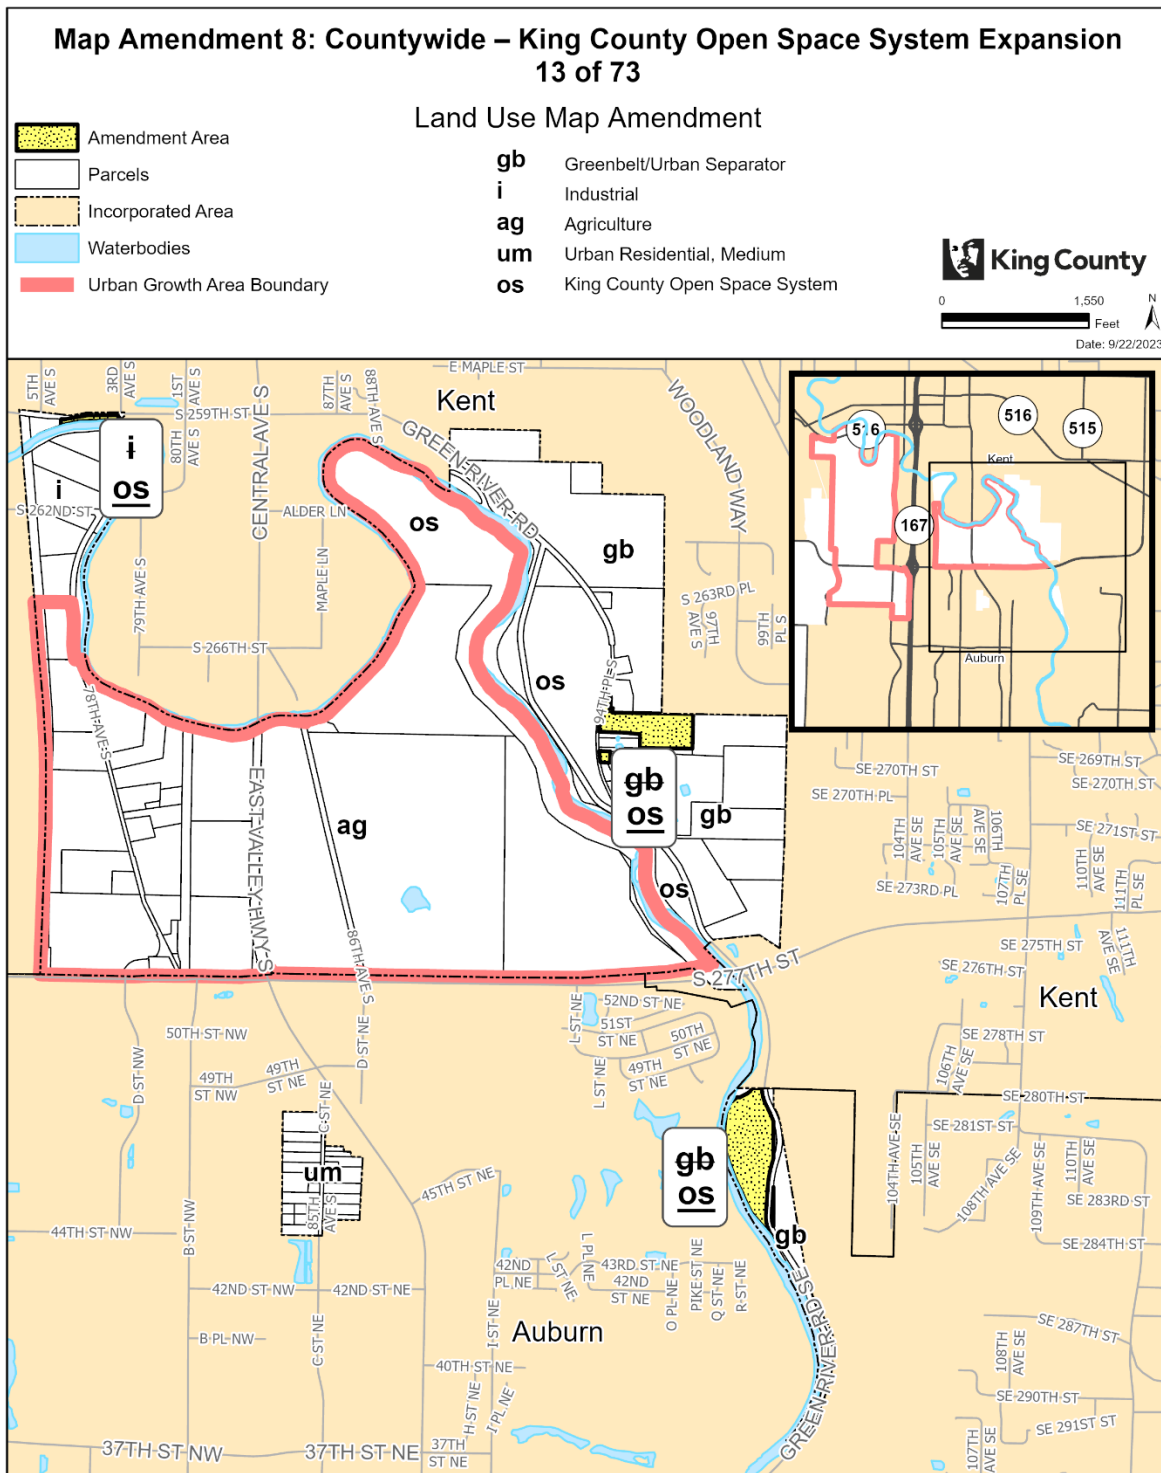 Map Amendment 8: Countywide – King County Open Space System Expansion
13 of 73
Land Use Map Amendment
Amendment Area
Parcels
Incorporated Area
Waterbodies
Urban Growth Area Boundary
gb Greenbelt/Urban Separator
i Industrial
ag Agriculture
um Urban Residential, Medium
os King County Open Space System
King County
0 1,550
Feet
N
Date: 9/22/2023
5TH AVE S
3RD AVE S
1ST AVE S
S 259TH ST
80TH AVE S
CENTRAL AVE S
87TH AVE S
88TH AVE S
E MAPLE ST
Kent
GREEN RIVER RD
WOODLAND WAY
516
516
515
Kent
167
Auburn
i
os
i
S 262ND ST
ALDER LN
os
gb
MAPLE LN
79TH AVE S
S 263RD PL
97TH AVE S
99TH PL S
S 266TH ST
78TH AVE S
os
94TH PL S
EAST VALLEY HWY S
ag
gb
os
gb
86TH AVE S
os
S 277TH ST
SE 269TH ST
SE 270TH ST
SE 270TH ST
SE 270TH PL
104TH AVE SE
105TH AVE SE
106TH AVE SE
SE 271ST ST
110TH AVE SE
SE 273RD PL
107TH PL SE
111TH PL SE
SE 275TH ST
111TH AVE SE
SE 276TH ST
Kent
52ND ST NE
51ST ST NE
50TH ST NE
49TH ST NE
L ST NE
L ST NE
50TH ST NW
D ST NW
D ST NE
49TH ST NW
49TH ST NE
C ST NE
SE 278TH ST
106TH AVE SE
SE 280TH ST
SE 281ST ST
104TH AVE SE
105TH AVE SE
108TH AVE SE
109TH AVE SE
110TH AVE SE
SE 283RD ST
SE 284TH ST
um
85TH AVE S
45TH ST NE
gb
os
gb
44TH ST NW
B ST NW
42ND ST NW
42ND ST NE
42ND PL NE
L ST NE
L PL NE
43RD ST NE
42ND ST NE
O PL NE
PIKE ST NE
Q ST NE
R ST NE
GREEN RIVER RD SE
I ST NE
Auburn
B PL NW
C ST NE
40TH ST NE
H ST NE
I PL NE
SE 287TH ST
108TH AVE SE
SE 290TH ST
SE 291ST ST
107TH AVE SE
37TH ST NW
37TH ST NE
37TH ST NE